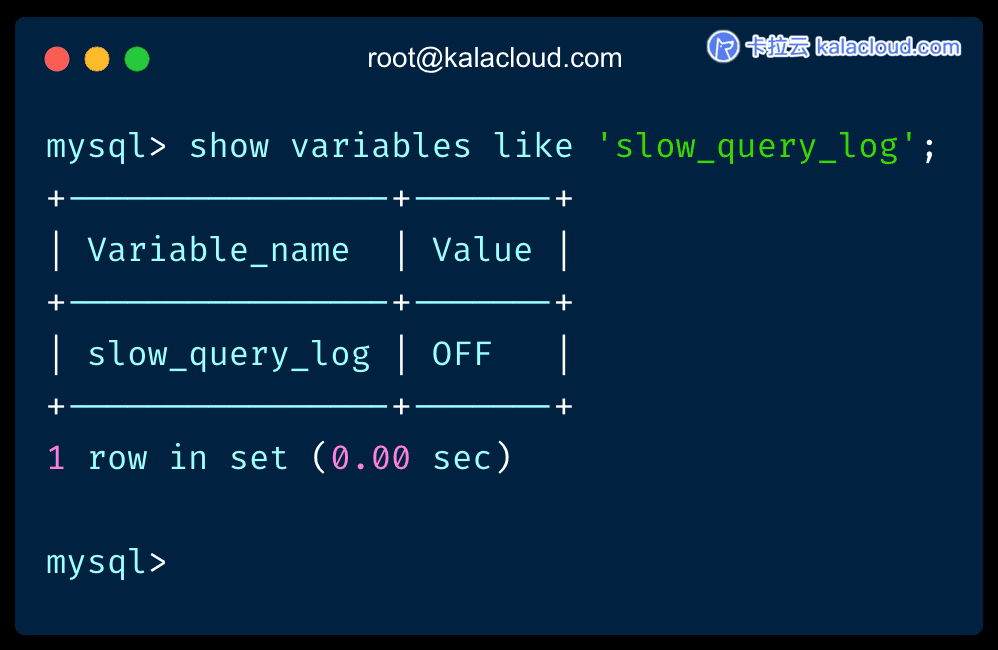 root@kalacloud.com
卡拉云 kalacloud.com
mysql> show variables like 'slow_query_log';
+----------------+-------+
| Variable_name  | Value |
+----------------+-------+
| slow_query_log | OFF   |
+----------------+-------+
1 row in set (0.00 sec)
mysql>